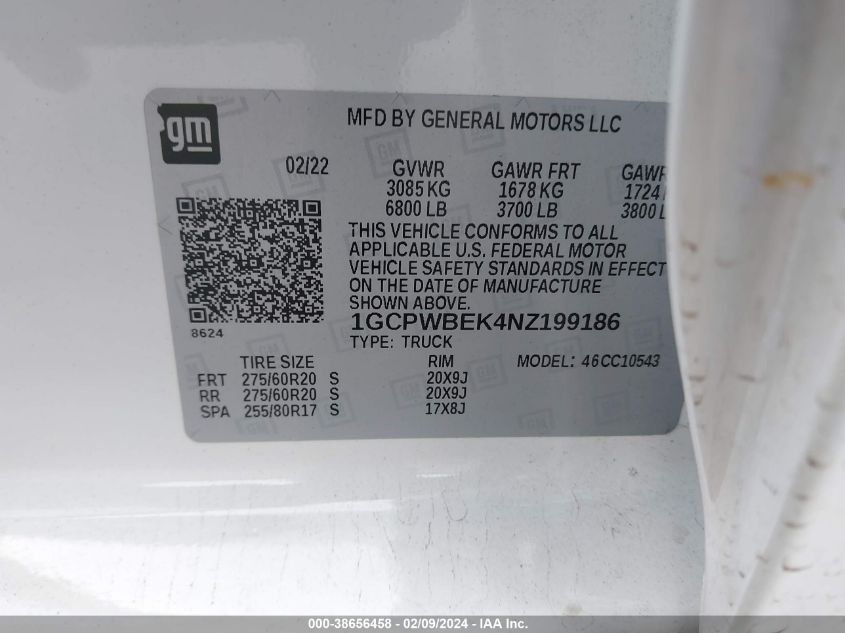 gm
MFD BY GENERAL MOTORS LLC
02/22 GVWR GAWR FRT GAWR
3085 KG 1678 KG 1724
6800 LB 3700 LB 3800 L
THIS VEHICLE CONFORMS TO ALL
APPLICABLE U.S. FEDERAL MOTOR
VEHICLE SAFETY STANDARDS IN EFFECT
ON THE DATE OF MANUFACTURE
SHOWN ABOVE.
8624 1GCPWBEK4NZ199186
TYPE: TRUCK
TIRE SIZE RIM MODEL: 46CC10543
FRT 275/60R20 S 20X9J
RR 275/60R20 S 20X9J
SPA 255/80R17 S 17X8J
000-38656458 - 02/09/2024 - IAA Inc.